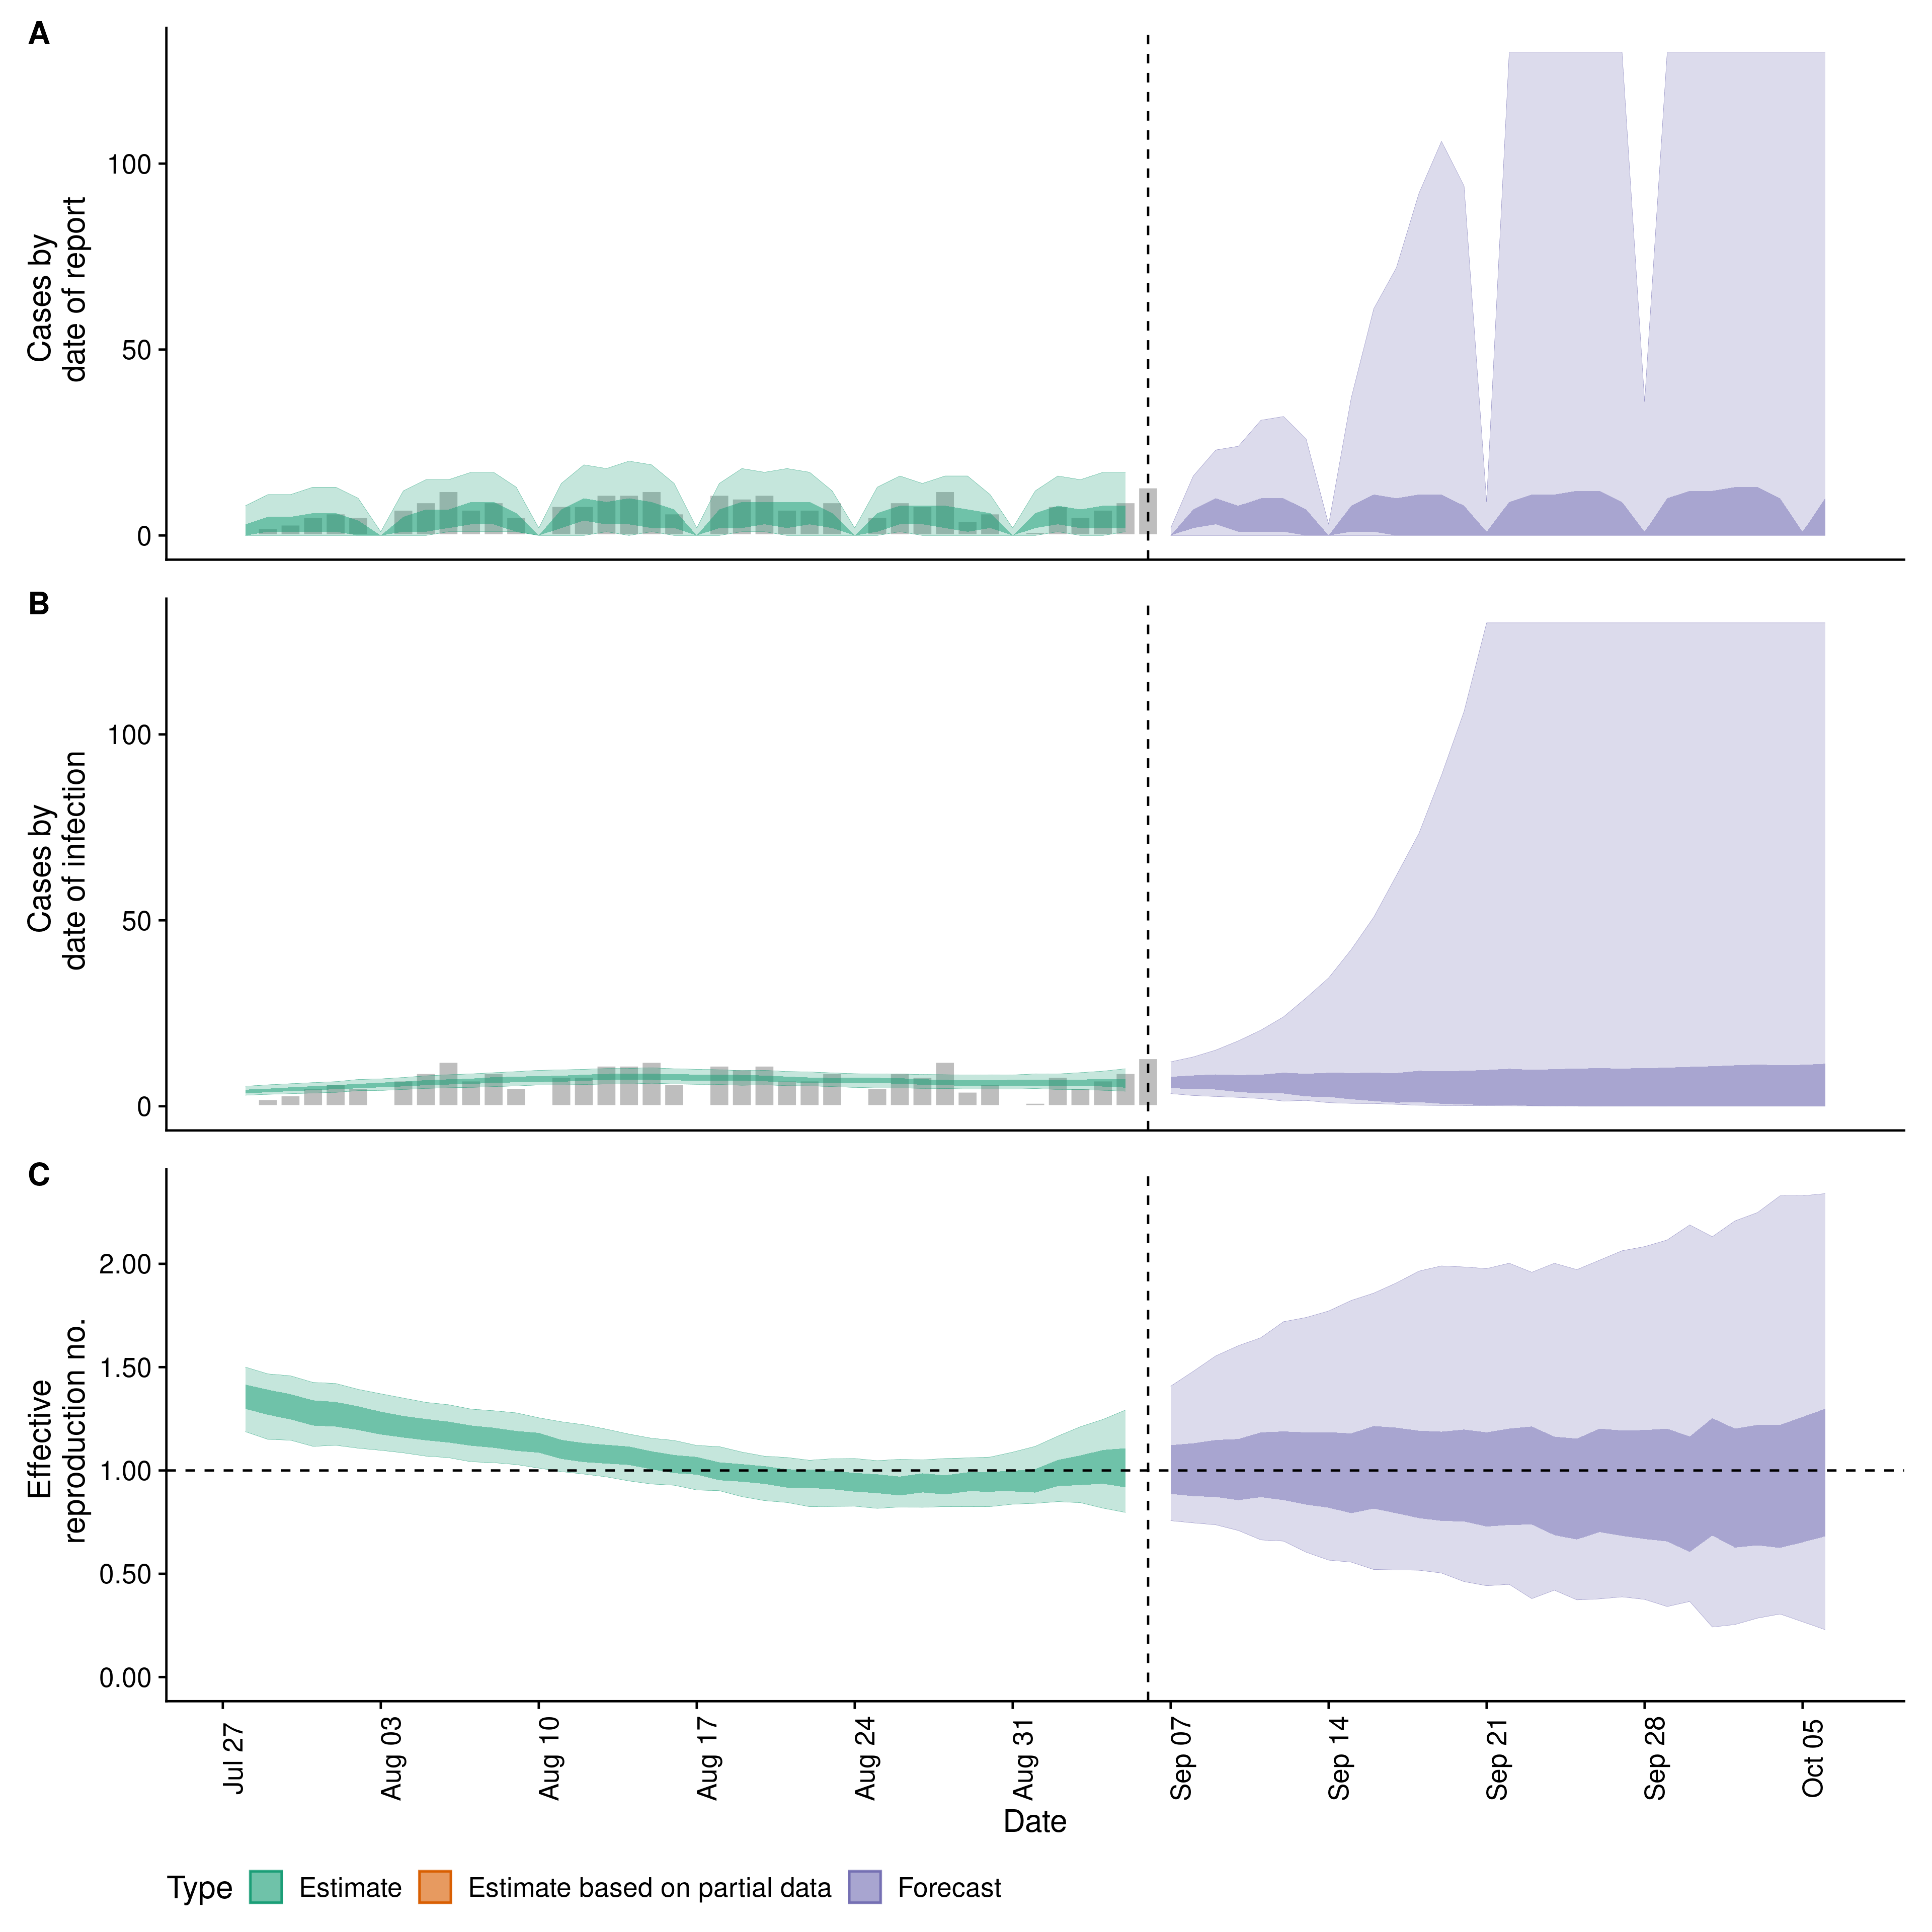 A
Cases by
date of report
100
50
0
B
Cases by
date of infection
100
50
0
C
Effective
reproduction no.
2.00
1.50
1.00
0.50
0.00
Jul 27
Aug 03
Aug 10
Aug 17
Aug 24
Aug 31
Sep 07
Sep 14
Sep 21
Sep 28
Oct 05
Date
Type Estimate Estimate based on partial data Forecast